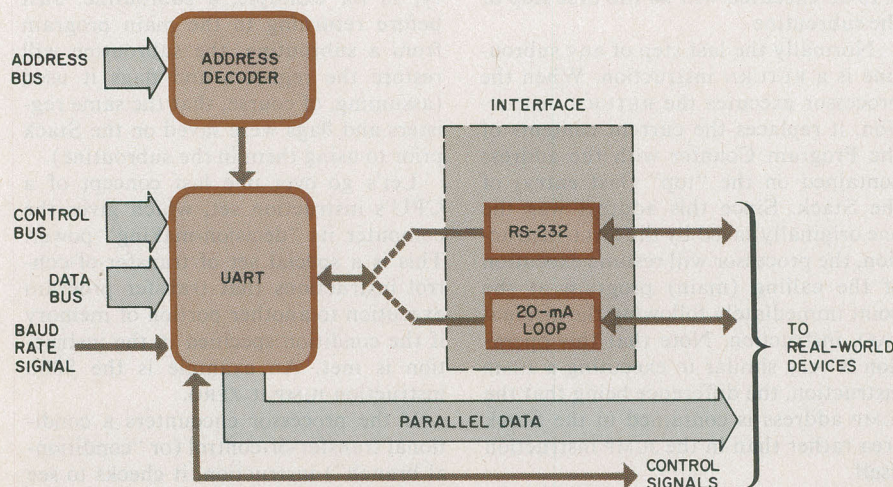 ADDRESS
BUS
ADDRESS
DECODER
INTERFACE
CONTROL
BUS
DATA
BUS
BAUD
RATE
SIGNAL
UART
RS-232
20-mA
LOOP
TO
REAL-WORLD
DEVICES
PARALLEL DATA
CONTROL
SIGNALS